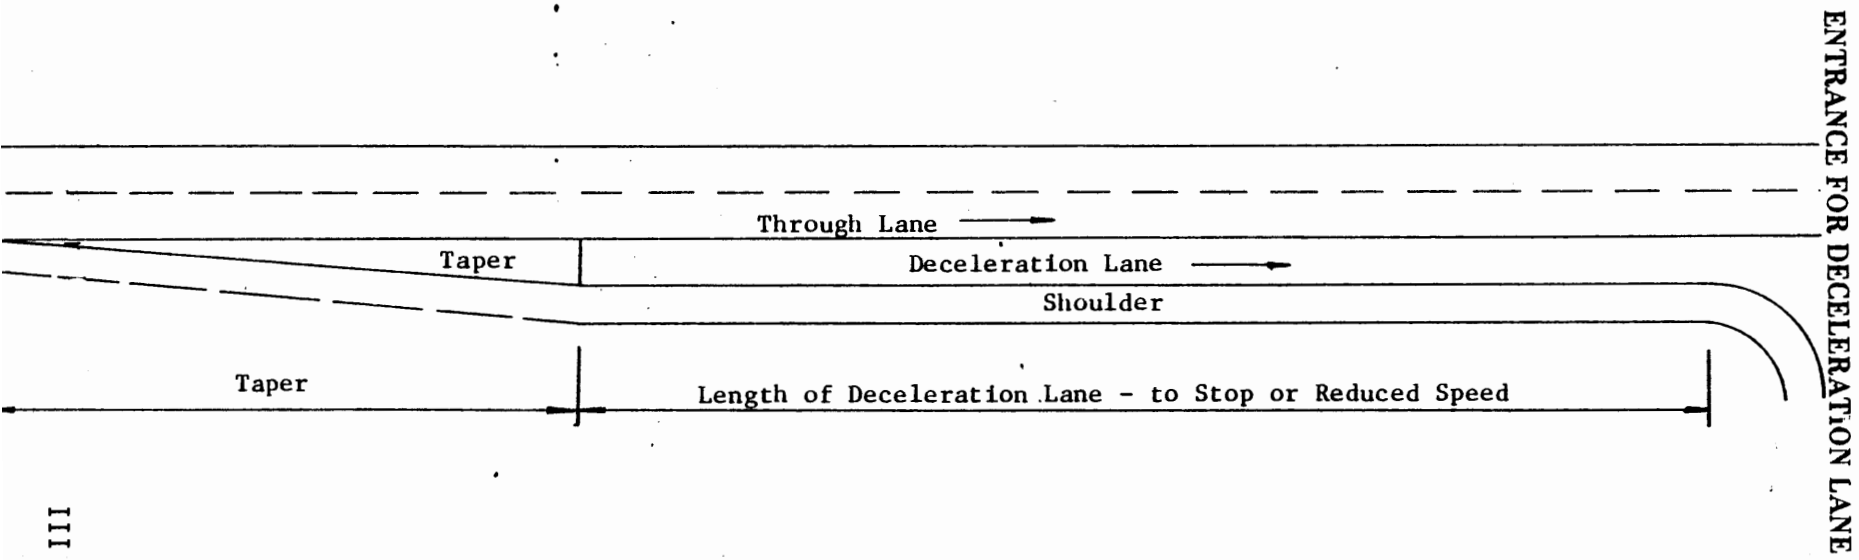 ENTRANCE FOR DECELERATiON LANE
Through Lane
Taper
Deceleration Lane
Shoulder
Taper
Length of Deceleration Lane - to Stop or Reduced Speed
III